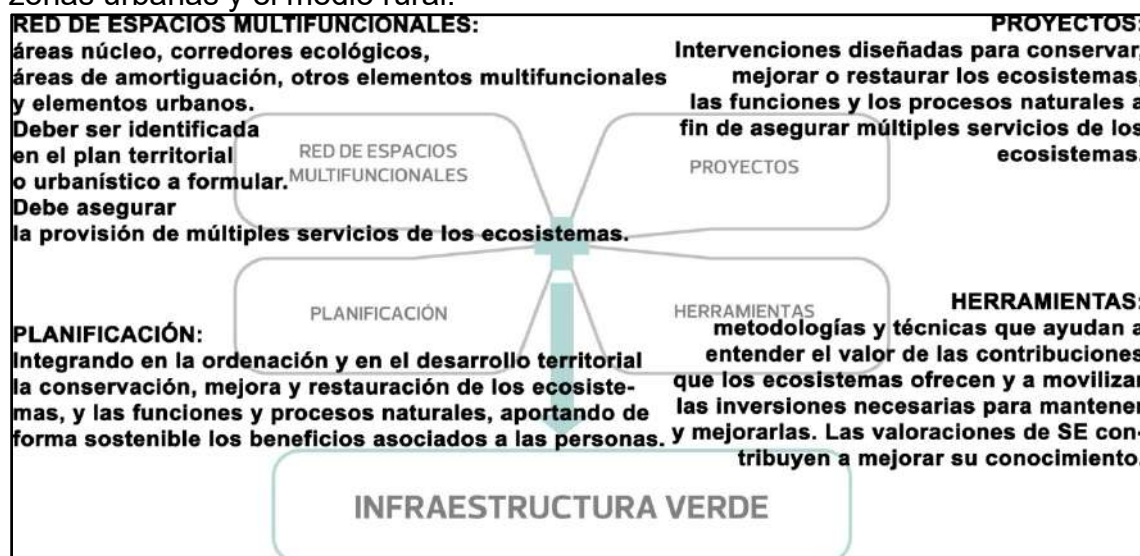 zonas urbanas y el medio rural.
RED DE ESPACIOS MULTIFUNCIONALES:
áreas núcleo, corredores ecológicos,
áreas de amortiguación, otros elementos multifuncionales
y elementos urbanos.
Deber ser identificada
en el plan territorial
o urbanístico a formular.
Debe asegurar
la provisión de múltiples servicios de los ecosistemas.
PROYECTOS:
Intervenciones diseñadas para conservar,
mejorar o restaurar los ecosistemas,
las funciones y los procesos naturales a
fin de asegurar múltiples servicios de los
ecosistemas.
RED DE ESPACIOS
MULTIFUNCIONALES
PROYECTOS
PLANIFICACIÓN
HERRAMIENTAS
PLANIFICACIÓN:
Integrando en la ordenación y en el desarrollo territorial
la conservación, mejora y restauración de los ecosiste-
mas, y las funciones y procesos naturales, aportando de
forma sostenible los beneficios asociados a las personas.
HERRAMIENTAS:
metodologías y técnicas que ayudan a
entender el valor de las contribuciones
que los ecosistemas ofrecen y a movilizar
las inversiones necesarias para mantener
y mejorarlas. Las valoraciones de SE con-
tribuyen a mejorar su conocimiento.
INFRAESTRUCTURA VERDE